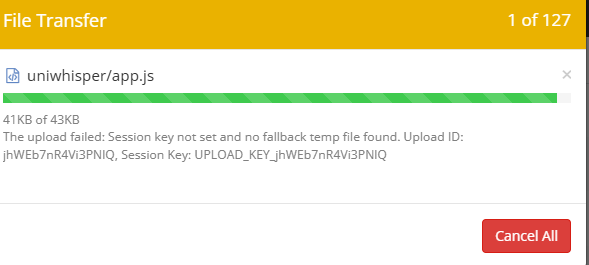 File Transfer
1 of 127
uniwhisper/app.js
×
41KB of 43KB
The upload failed: Session key not set and no fallback temp file found. Upload ID:
jhWEb7nR4Vi3PNIQ, Session Key: UPLOAD_KEY_jhWEb7nR4Vi3PNIQ
Cancel All